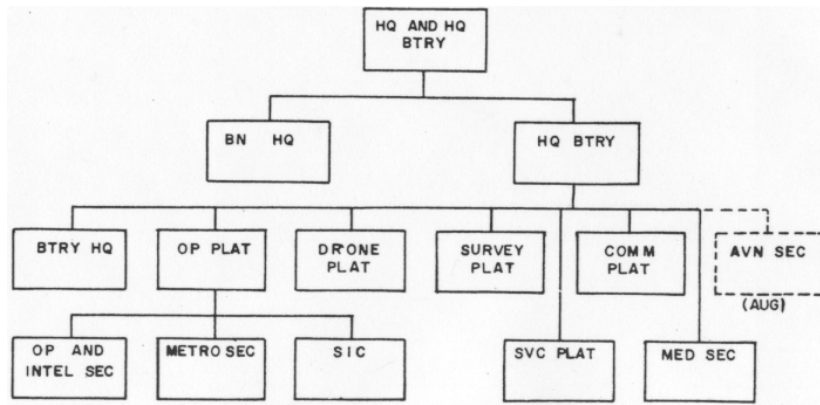 HQ AND HQ
BTRY
BN HQ
HQ BTRY
BTRY HQ
OP PLAT
DRONE
PLAT
SURVEY
PLAT
COMM
PLAT
AVN SEC
(AUG)
OP AND
INTEL SEC
METRO SEC
SIC
SVC PLAT
MED SEC